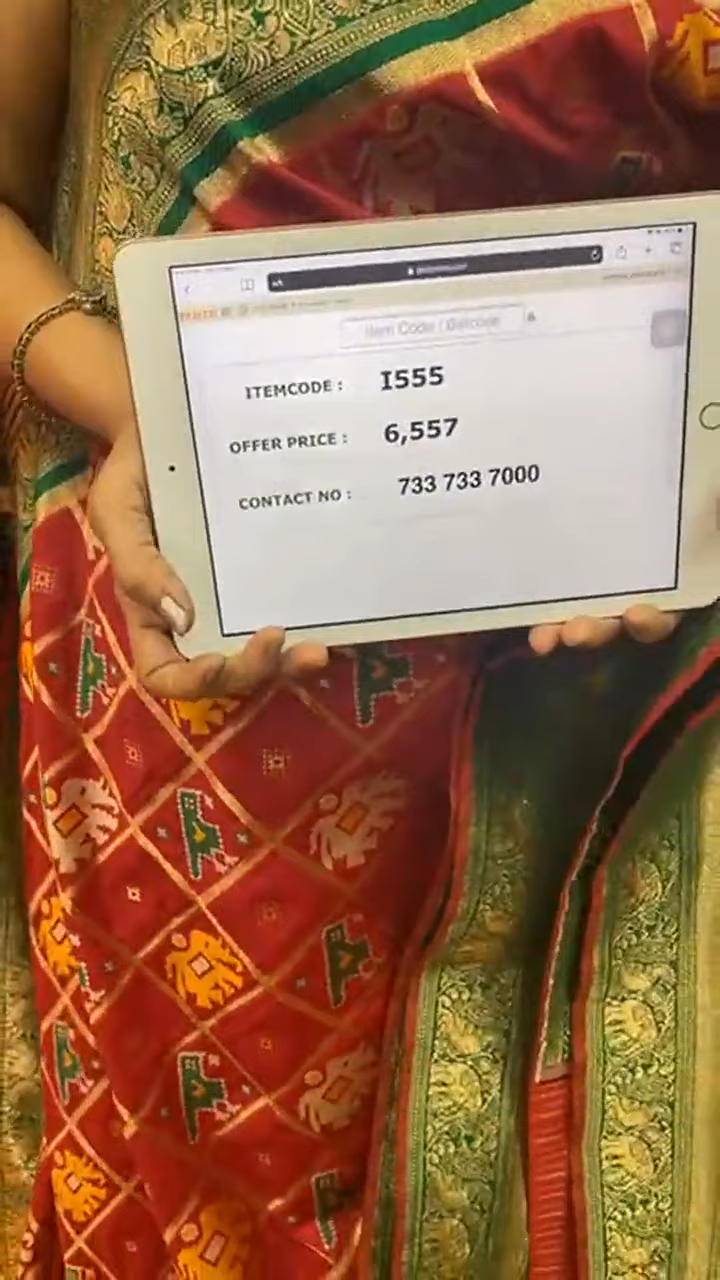 Item Code / Barcode
ITEMCODE : I555
OFFER PRICE : 6,557
CONTACT NO : 733 733 7000